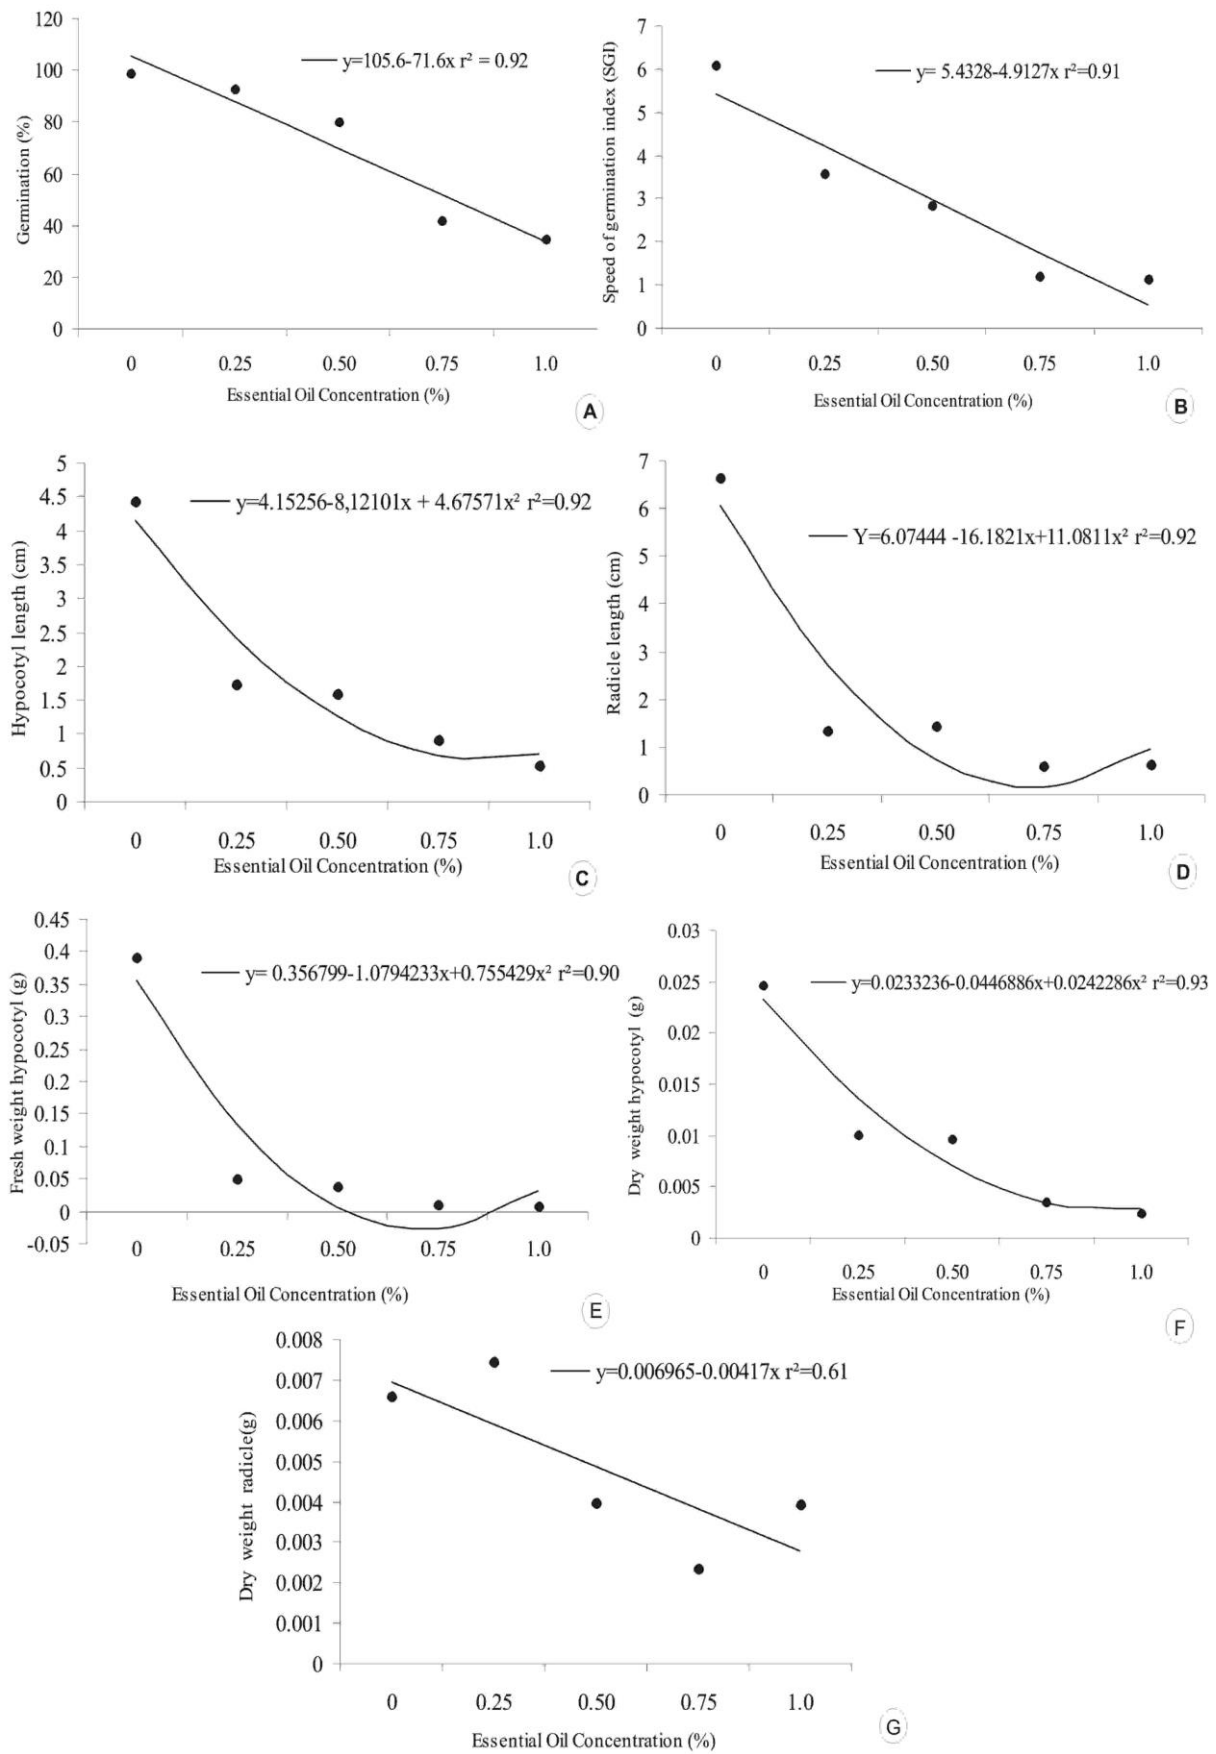 120
100
80
60
40
20
0
Germination (%)
y=105.6-71.6x r² = 0.92
0 0.25 0.50 0.75 1.0
Essential Oil Concentration (%)
A
7
6
5
4
3
2
1
0
Speed of germination index (SGI)
y= 5.4328-4.9127x r²=0.91
0 0.25 0.50 0.75 1.0
Essential Oil Concentration (%)
B
5
4.5
4
3.5
3
2.5
2
1.5
1
0.5
0
Hypocotyl length (cm)
y=4.15256-8,12101x + 4.67571x² r²=0.92
0 0.25 0.50 0.75 1.0
Essential Oil Concentration (%)
C
7
6
5
4
3
2
1
0
Radicle length (cm)
Y=6.07444 -16.1821x+11.0811x² r²=0.92
0 0.25 0.50 0.75 1.0
Essential Oil Concentration (%)
D
0.45
0.4
0.35
0.3
0.25
0.2
0.15
0.1
0.05
0
-0.05
Fresh weight hypocotyl (g)
y= 0.356799-1.0794233x+0.755429x² r²=0.90
0 0.25 0.50 0.75 1.0
Essential Oil Concentration (%)
E
0.03
0.025
0.02
0.015
0.01
0.005
0
Dry weight hypocotyl (g)
y=0.0233236-0.0446886x+0.0242286x² r²=0.93
0 0.25 0.50 0.75 1.0
Essential Oil Concentration (%)
F
0.008
0.007
0.006
0.005
0.004
0.003
0.002
0.001
0
Dry weight radicle(g)
y=0.006965-0.00417x r²=0.61
0 0.25 0.50 0.75 1.0
Essential Oil Concentration (%)
G